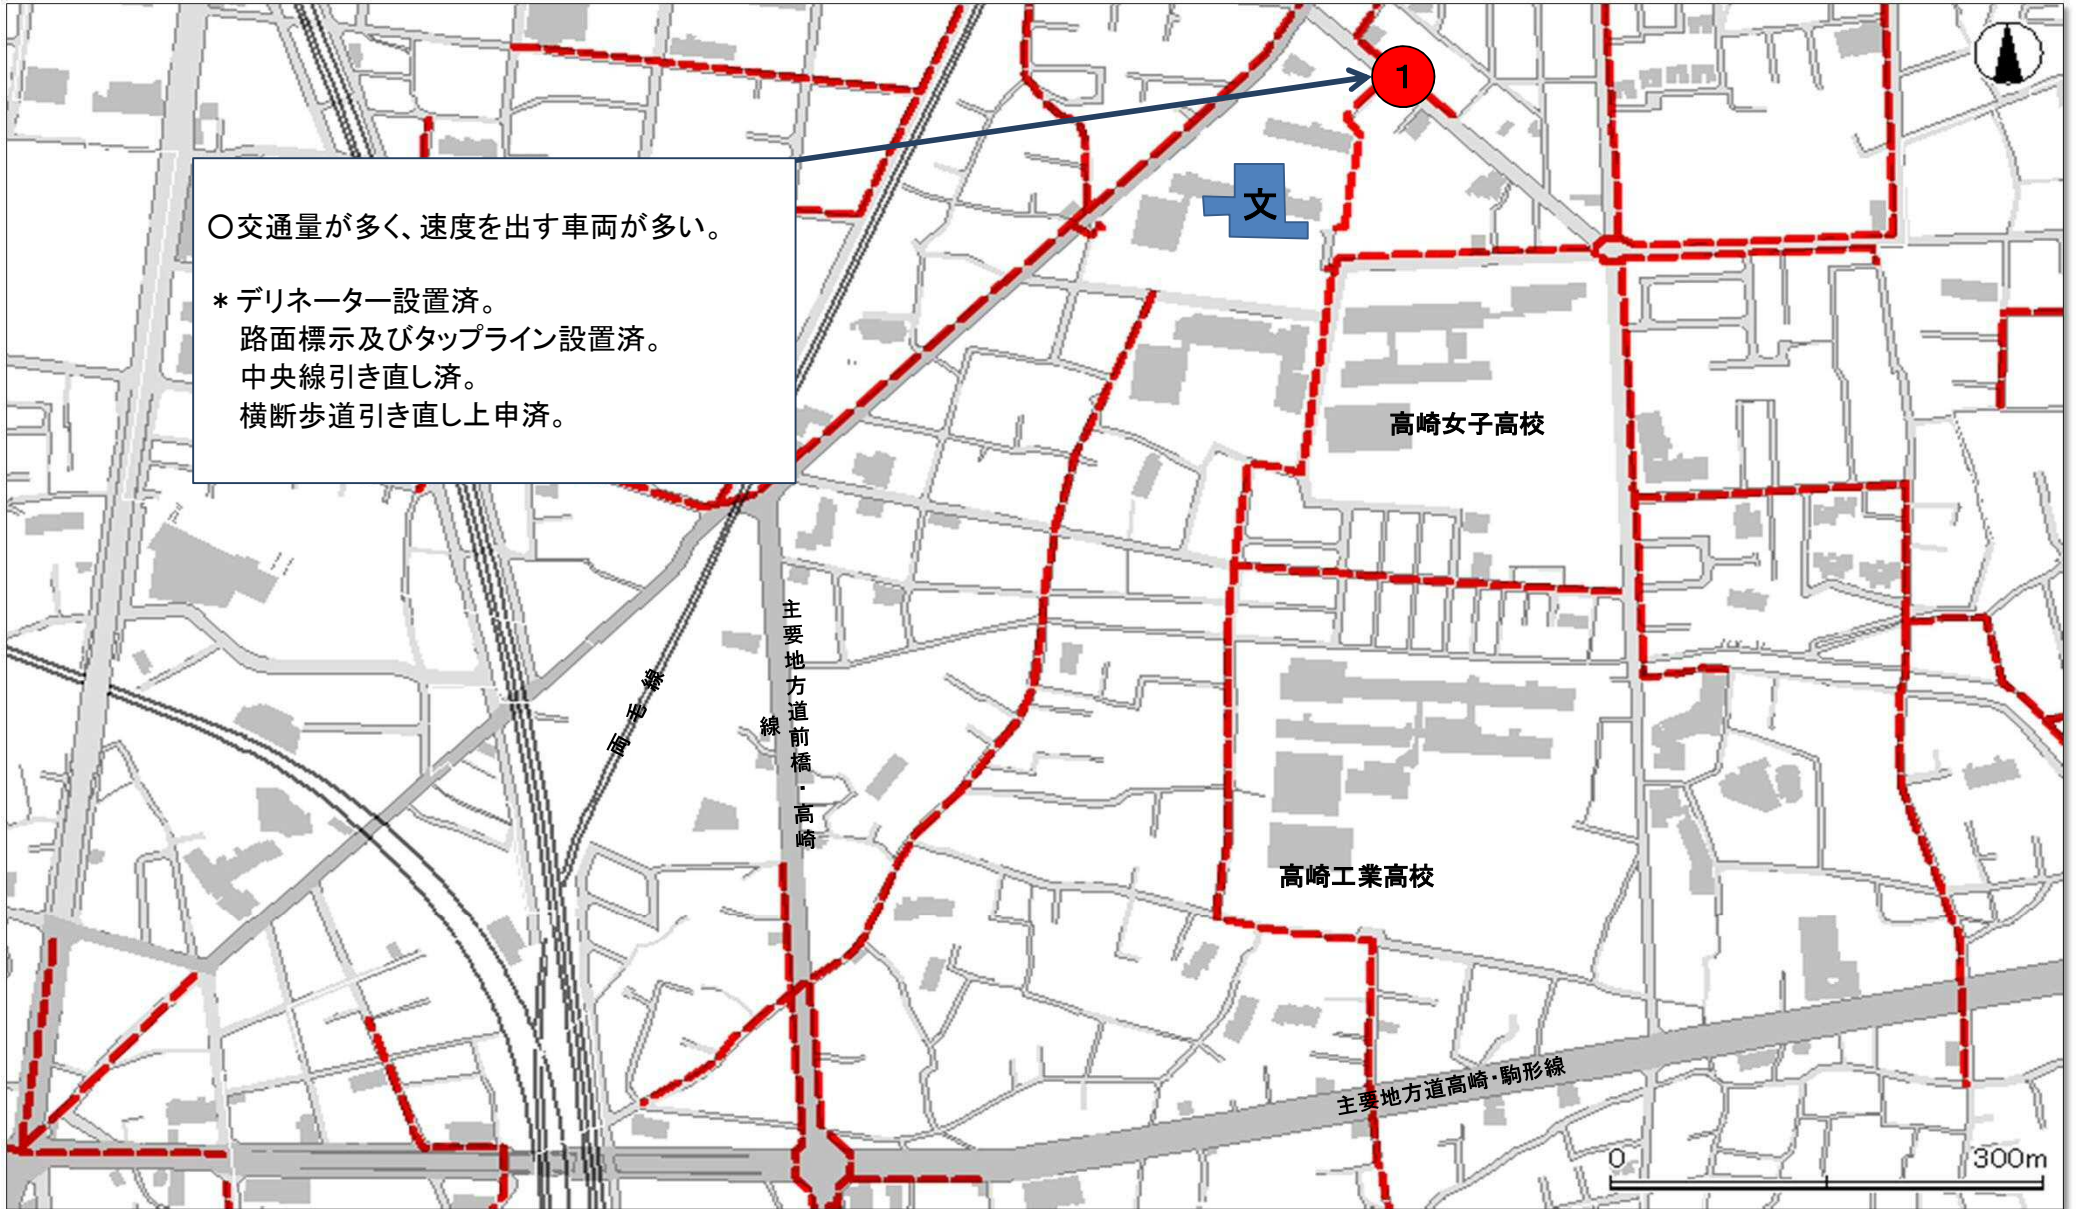 1
文
○交通量が多く、速度を出す車両が多い。
*デリネーター設置済。
路面標示及びタップライン設置済。
中央線引き直し済。
横断歩道引き直し上申済。
高崎女子高校
主要地方道前橋・高崎
線
両毛線
高崎工業高校
主要地方道高崎・駒形線
0 300m